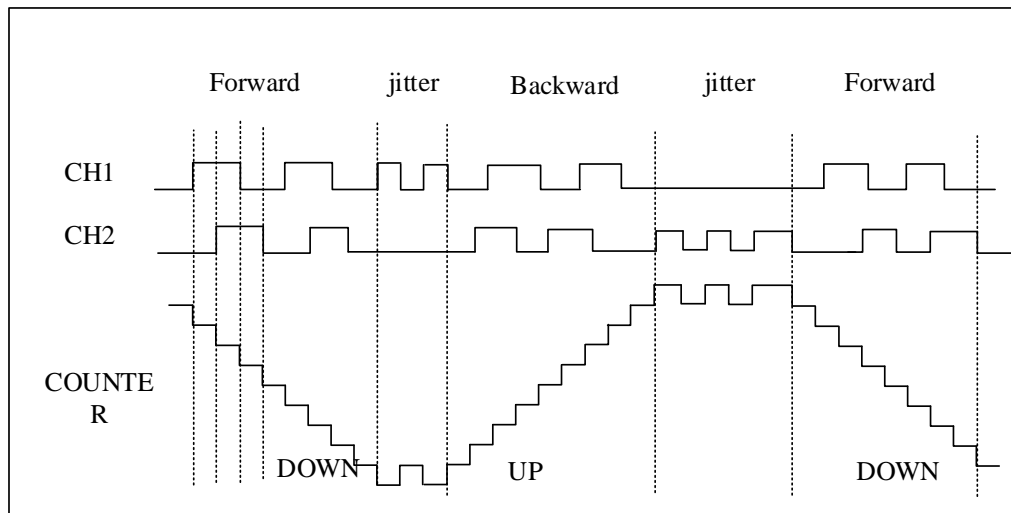 Forward jitter Backward jitter Forward
CH1
CH2
COUNTE
R
DOWN UP DOWN